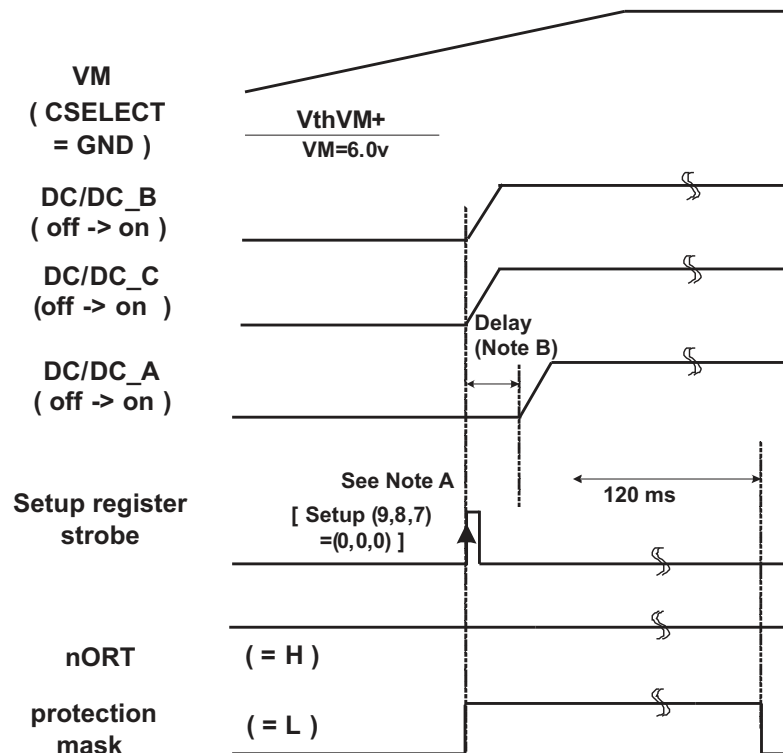 VM
( CSELECT
= GND )
VthVM+
VM=6.0v
DC/DC_B
( off -> on )
DC/DC_C
(off -> on )
Delay
(Note B)
DC/DC_A
( off -> on )
See Note A
120 ms
Setup register
strobe
[ Setup (9,8,7)
=(0,0,0) ]
nORT
( = H )
protection
mask
( = L )